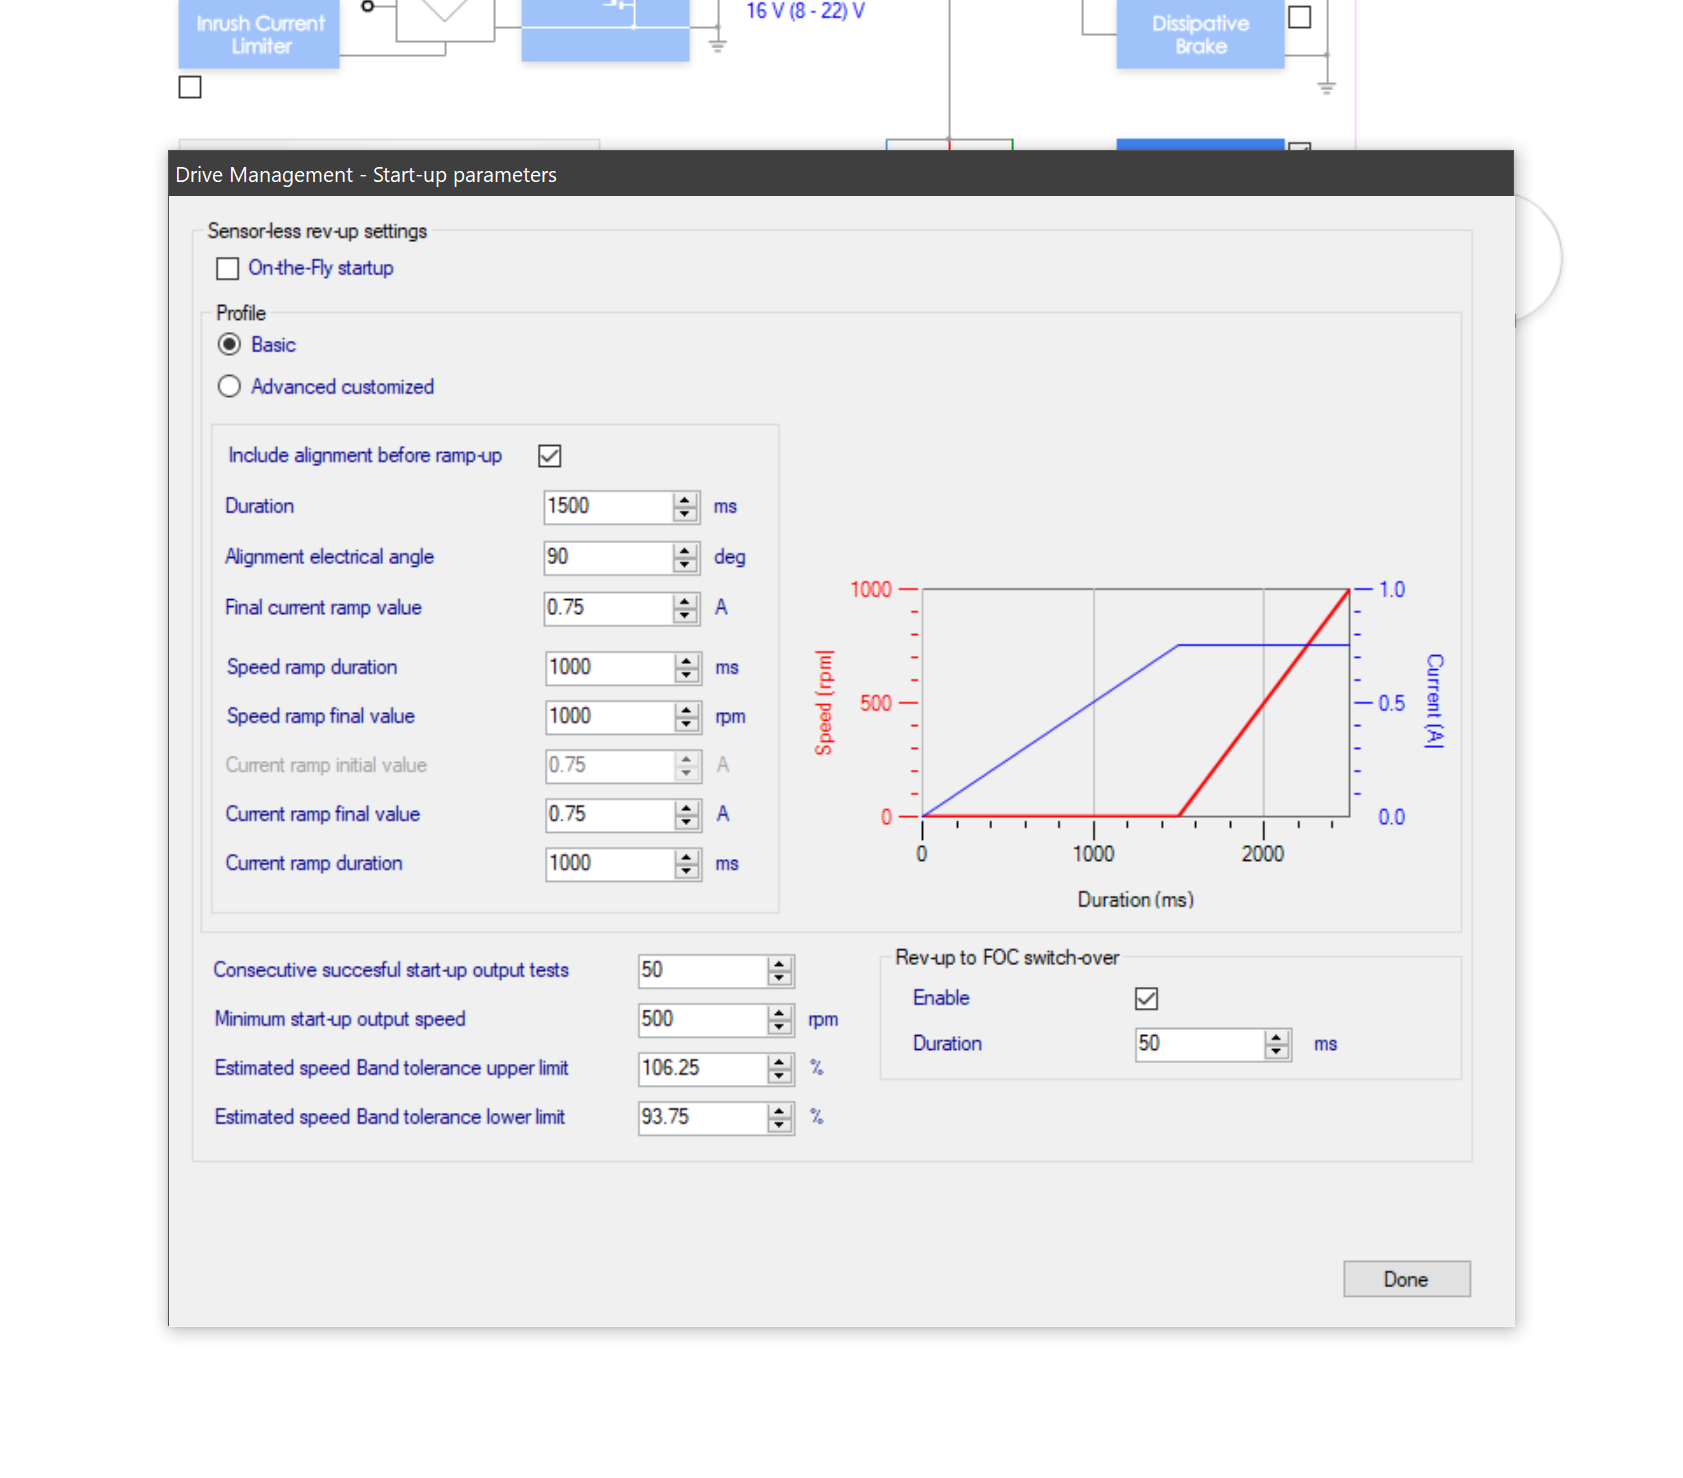 Inrush Current
Limiter
16 V (8 - 22) V
Dissipative
Brake
Drive Management - Start-up parameters
Sensor-less rev-up settings
On-the-Fly startup
Profile
Basic
Advanced customized
Include alignment before ramp-up
Duration 1500 ms
Alignment electrical angle 90 deg
Final current ramp value 0.75 A
Speed ramp duration 1000 ms
Speed ramp final value 1000 rpm
Current ramp initial value 0.75 A
Current ramp final value 0.75 A
Current ramp duration 1000 ms
1000
500
0
Speed (rpm)
1.0
0.5
0.0
Current (A)
0 1000 2000
Duration (ms)
Consecutive succesful start-up output tests 50
Minimum start-up output speed 500 rpm
Estimated speed Band tolerance upper limit 106.25 %
Estimated speed Band tolerance lower limit 93.75 %
Rev-up to FOC switch-over
Enable
Duration 50 ms
Done